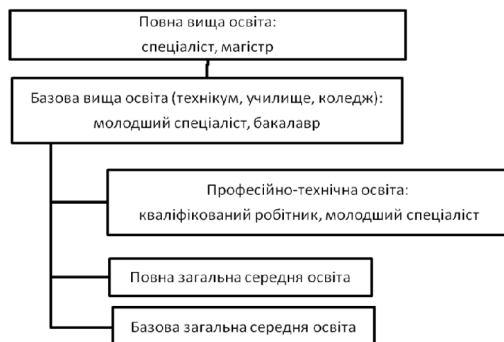 Повна вища освіта:
спеціаліст, магістр
Базова вища освіта (технікум, училище, коледж):
молодший спеціаліст, бакалавр
Професійно-технічна освіта:
кваліфікований робітник, молодший спеціаліст
Повна загальна середня освіта
Базова загальна середня освіта